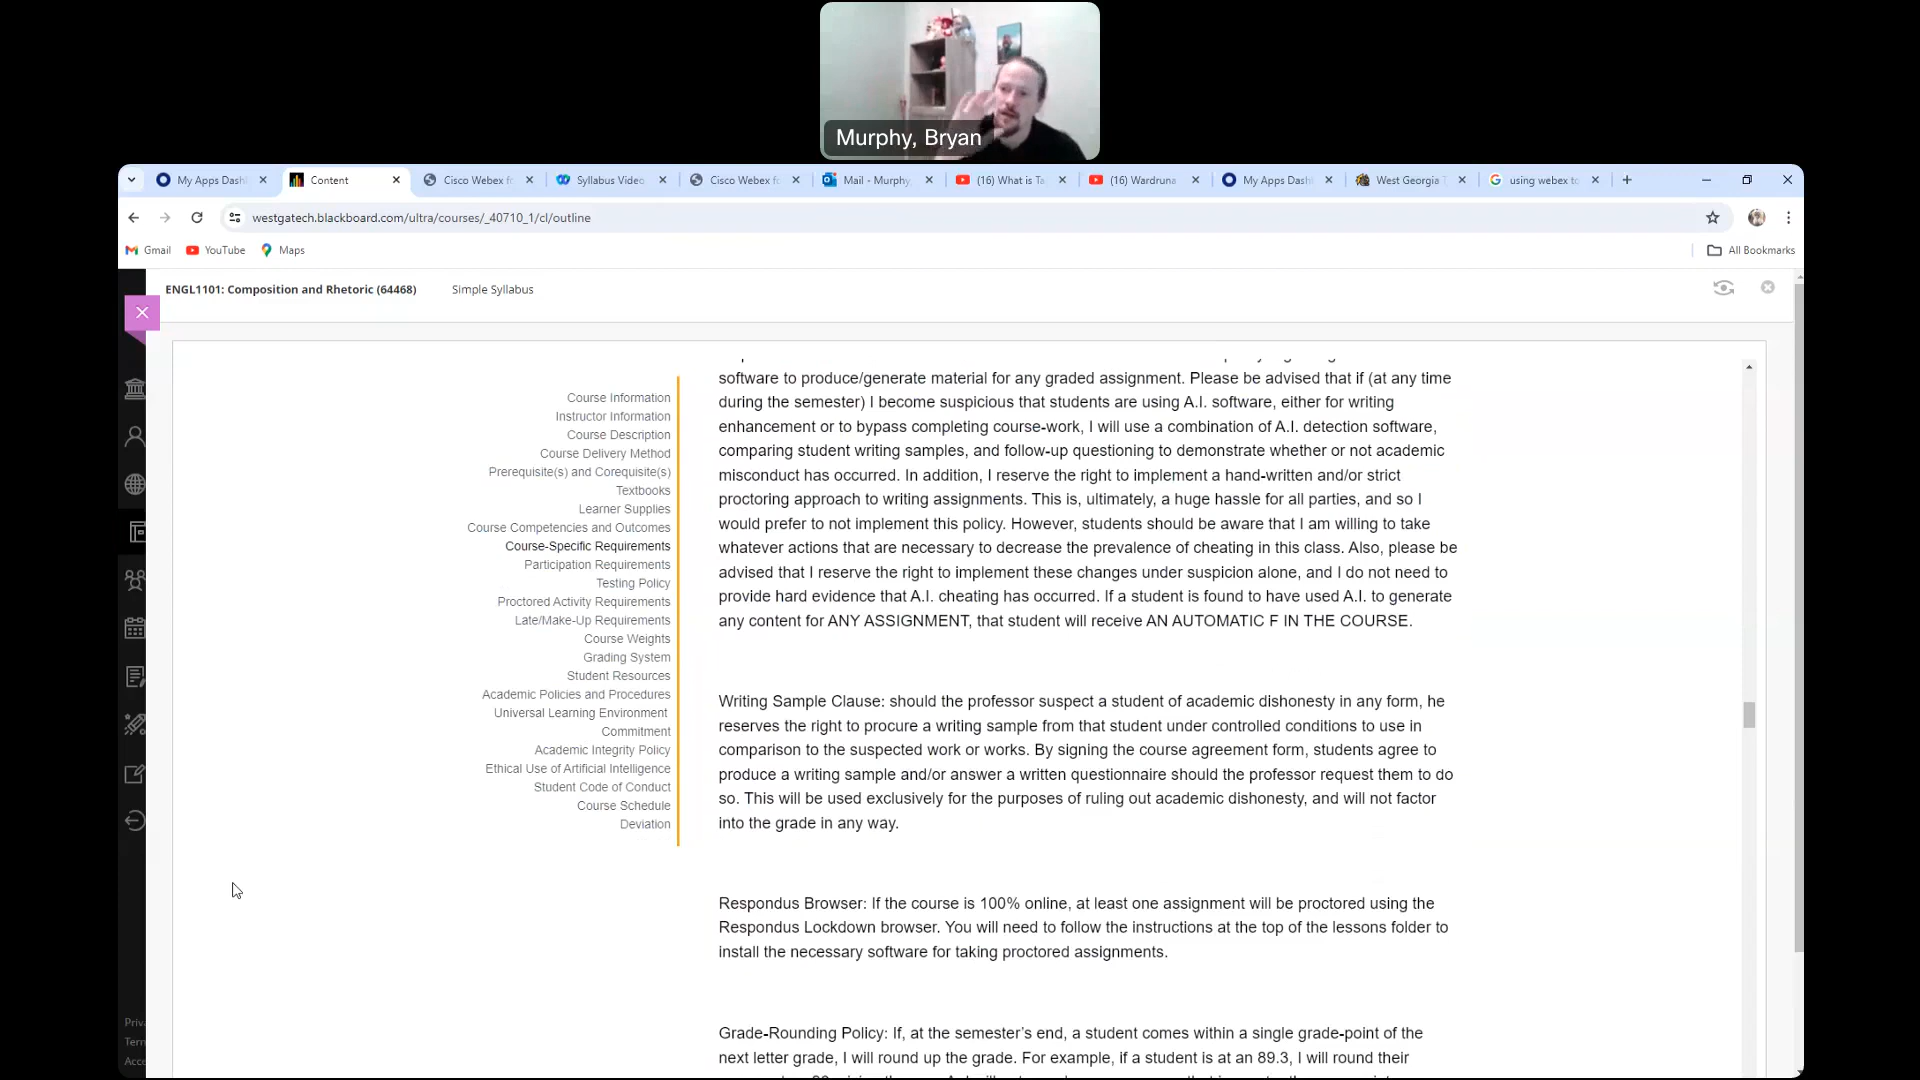 Murphy, Bryan
My Apps Dash
Content
Cisco Webex fo
Syllabus Video
Cisco Webex fo
Mail - Murphy,
(16) What is Ta
(16) Wardruna
My Apps Dash
West Georgia T
using webex to
westgatech.blackboard.com/ultra/courses/_40710_1/cl/outline
Gmail
YouTube
Maps
All Bookmarks
ENGL1101: Composition and Rhetoric (64468)
Simple Syllabus
Course Information
Instructor Information
Course Description
Course Delivery Method
Prerequisite(s) and Corequisite(s)
Textbooks
Learner Supplies
Course Competencies and Outcomes
Course-Specific Requirements
Participation Requirements
Testing Policy
Proctored Activity Requirements
Late/Make-Up Requirements
Course Weights
Grading System
Student Resources
Academic Policies and Procedures
Universal Learning Environment
Commitment
Academic Integrity Policy
Ethical Use of Artificial Intelligence
Student Code of Conduct
Course Schedule
Deviation
software to produce/generate material for any graded assignment. Please be advised that if (at any time
during the semester) I become suspicious that students are using A.I. software, either for writing
enhancement or to bypass completing course-work, I will use a combination of A.I. detection software,
comparing student writing samples, and follow-up questioning to demonstrate whether or not academic
misconduct has occurred. In addition, I reserve the right to implement a hand-written and/or strict
proctoring approach to writing assignments. This is, ultimately, a huge hassle for all parties, and so I
would prefer to not implement this policy. However, students should be aware that I am willing to take
whatever actions that are necessary to decrease the prevalence of cheating in this class. Also, please be
advised that I reserve the right to implement these changes under suspicion alone, and I do not need to
provide hard evidence that A.I. cheating has occurred. If a student is found to have used A.I. to generate
any content for ANY ASSIGNMENT, that student will receive AN AUTOMATIC F IN THE COURSE.
Writing Sample Clause: should the professor suspect a student of academic dishonesty in any form, he
reserves the right to procure a writing sample from that student under controlled conditions to use in
comparison to the suspected work or works. By signing the course agreement form, students agree to
produce a writing sample and/or answer a written questionnaire should the professor request them to do
so. This will be used exclusively for the purposes of ruling out academic dishonesty, and will not factor
into the grade in any way.
Respondus Browser: If the course is 100% online, at least one assignment will be proctored using the
Respondus Lockdown browser. You will need to follow the instructions at the top of the lessons folder to
install the necessary software for taking proctored assignments.
Grade-Rounding Policy: If, at the semester's end, a student comes within a single grade-point of the
next letter grade, I will round up the grade. For example, if a student is at an 89.3, I will round their
Priv
Tern
Acce